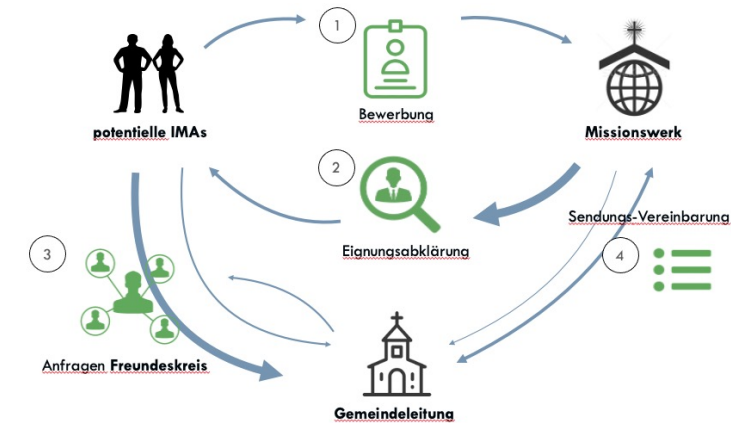 1
Bewerbung
potentielle IMAs
Missionswerk
2
Eignungsabklärung
Sendungs-Vereinbarung
3
4
Anfragen Freundeskreis
Gemeindeleitung